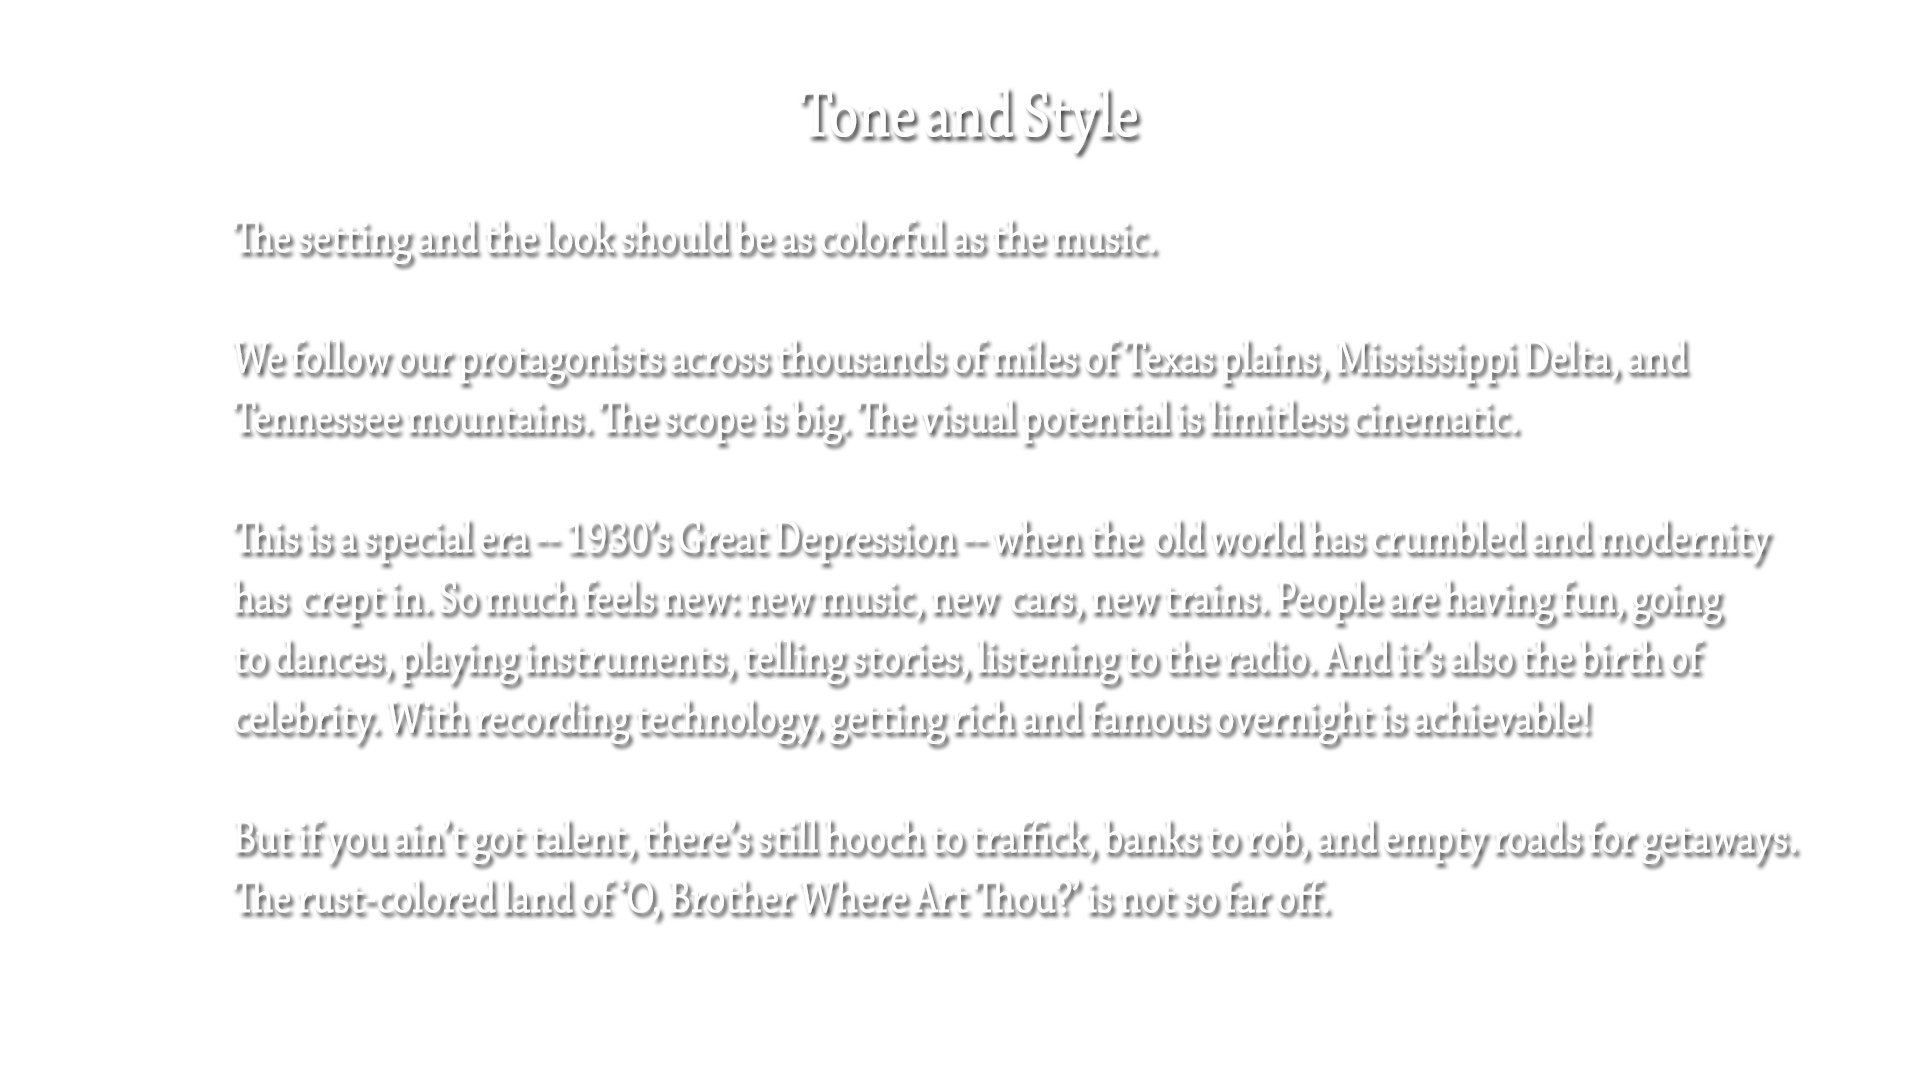 Tone and Style
The setting and the look should be as colorful as the music.
We follow our protagonists across thousands of miles of Texas plains, Mississippi Delta, and
Tennessee mountains. The scope is big. The visual potential is limitless cinematic.
This is a special era -- 1930’s Great Depression -- when the old world has crumbled and modernity
has crept in. So much feels new: new music, new cars, new trains. People are having fun, going
to dances, playing instruments, telling stories, listening to the radio. And it’s also the birth of
celebrity. With recording technology, getting rich and famous overnight is achievable!
But if you ain’t got talent, there’s still hooch to traffick, banks to rob, and empty roads for getaways.
The rust-colored land of ‘O, Brother Where Art Thou?’ is not so far off.